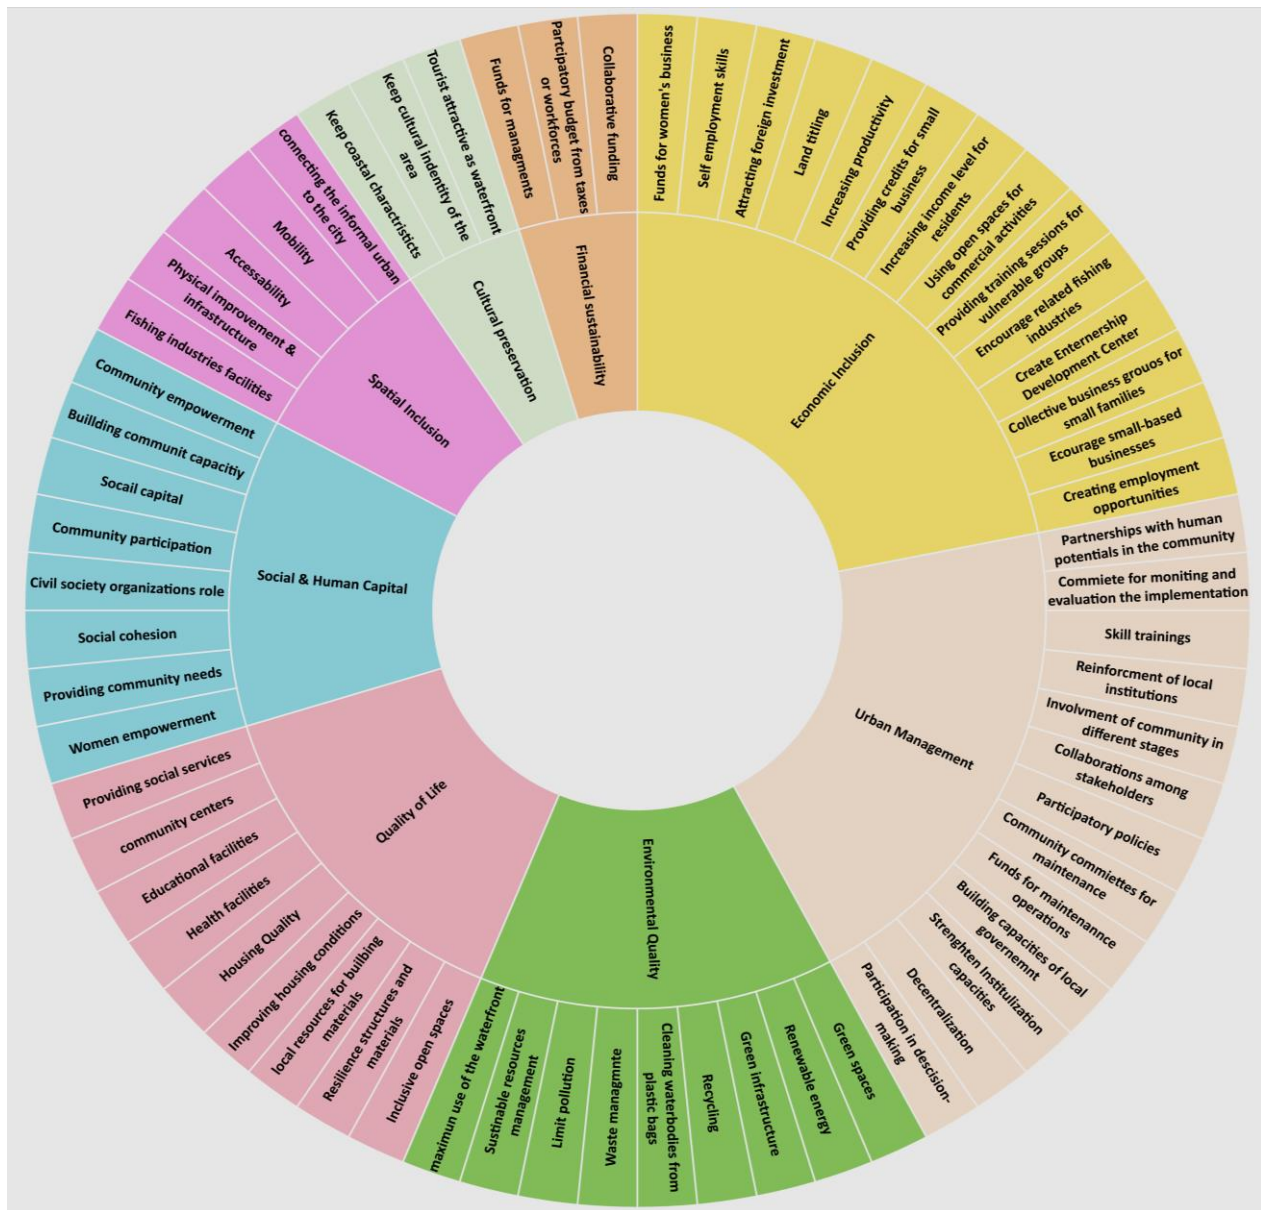 Economic Inclusion
Funds for women's business
Self employment skills
Attracting foreign investment
Land titling
Increasing productivity
Providing credits for small
business
Increasing income level for
residents
Using open spaces for
commercial activities
Providing training sessions for
vulnerable groups
Encourage related fishing
industries
Create Enternership
Development Center
Collective business grouos for
small families
Ecourage small-based
businesses
Creating employment
opportunities
Urban Management
Partnerships with human
potentials in the community
Commiete for moniting and
evaluation the implementation
Skill trainings
Reinforcment of local
institutions
Involvment of community in
different stages
Collaborations among
stakeholders
Participatory policies
Community commiettes for
maintenance
Funds for maintenannce
operations
Building capacities of local
governemnt
Strenghten Institulization
capacities
Decentralization
Participation in descision-
making
Environmental Quality
Green spaces
Renewable energy
Green infrastructure
Recycling
Cleaning waterbodies from
plastic bags
Waste managmnte
Limit pollution
Sustinable resources
management
maximun use of the waterfront
Quality of Life
Inclusive open spaces
Resilience structures and
materials
local resources for builbing
materials
Improving housing conditions
Housing Quality
Health facilities
Educational facilities
community centers
Providing social services
Social & Human Capital
Women empowerment
Providing community needs
Social cohesion
Civil society organizations role
Community participation
Socail capital
Buillding communit capacitiy
Community empowerment
Spatial Inclusion
Fishing industries facilities
Physical improvement &
infrastructure
Accessability
Mobility
connecting the informal urban
to the city
Cultural preservation
Keep coastal charactristicts
Keep cultural indentity of the
area
Tourist attractive as waterfront
Financial sustainability
Funds for managments
Partcipatory budget from taxes
or workforces
Collaborative funding